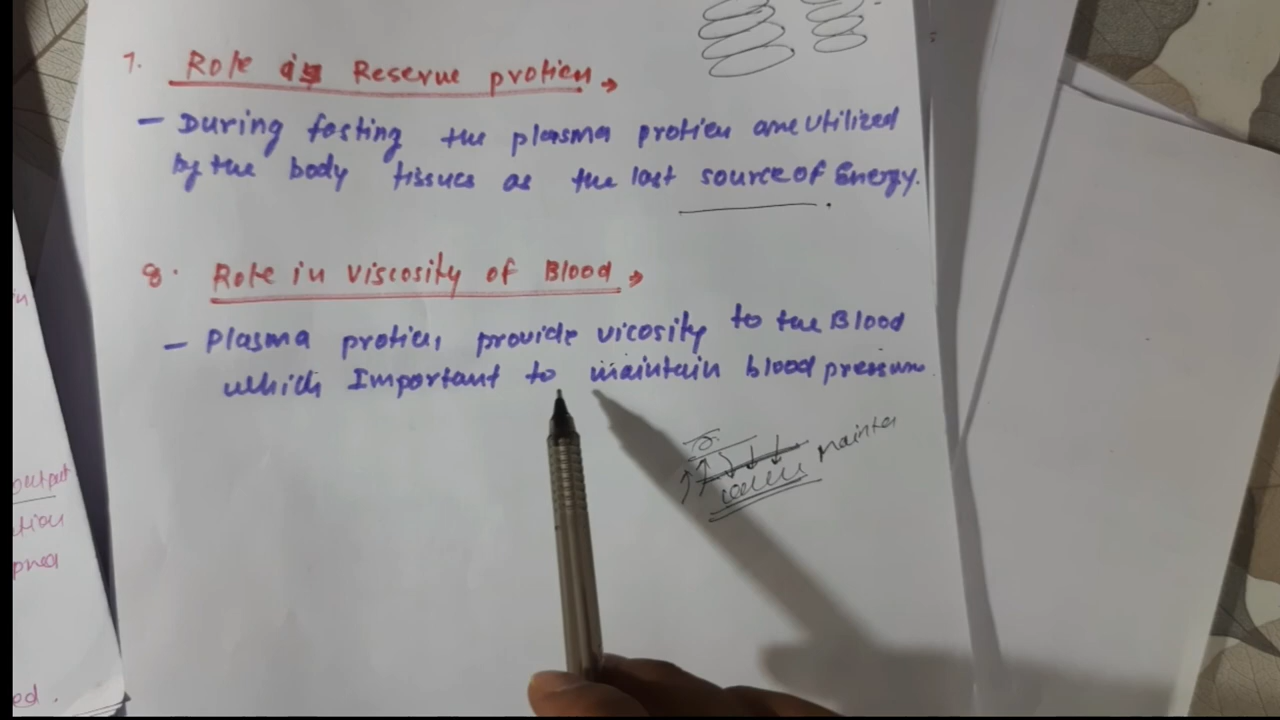 7. Role as Reserve protien →
- During fasting the plasma protien are utilized
by the body tissues as the last source of Energy.
8. Role in Viscosity of Blood →
- Plasma protien, provide vicosity to the Blood
which Important to maintain blood pressure
output